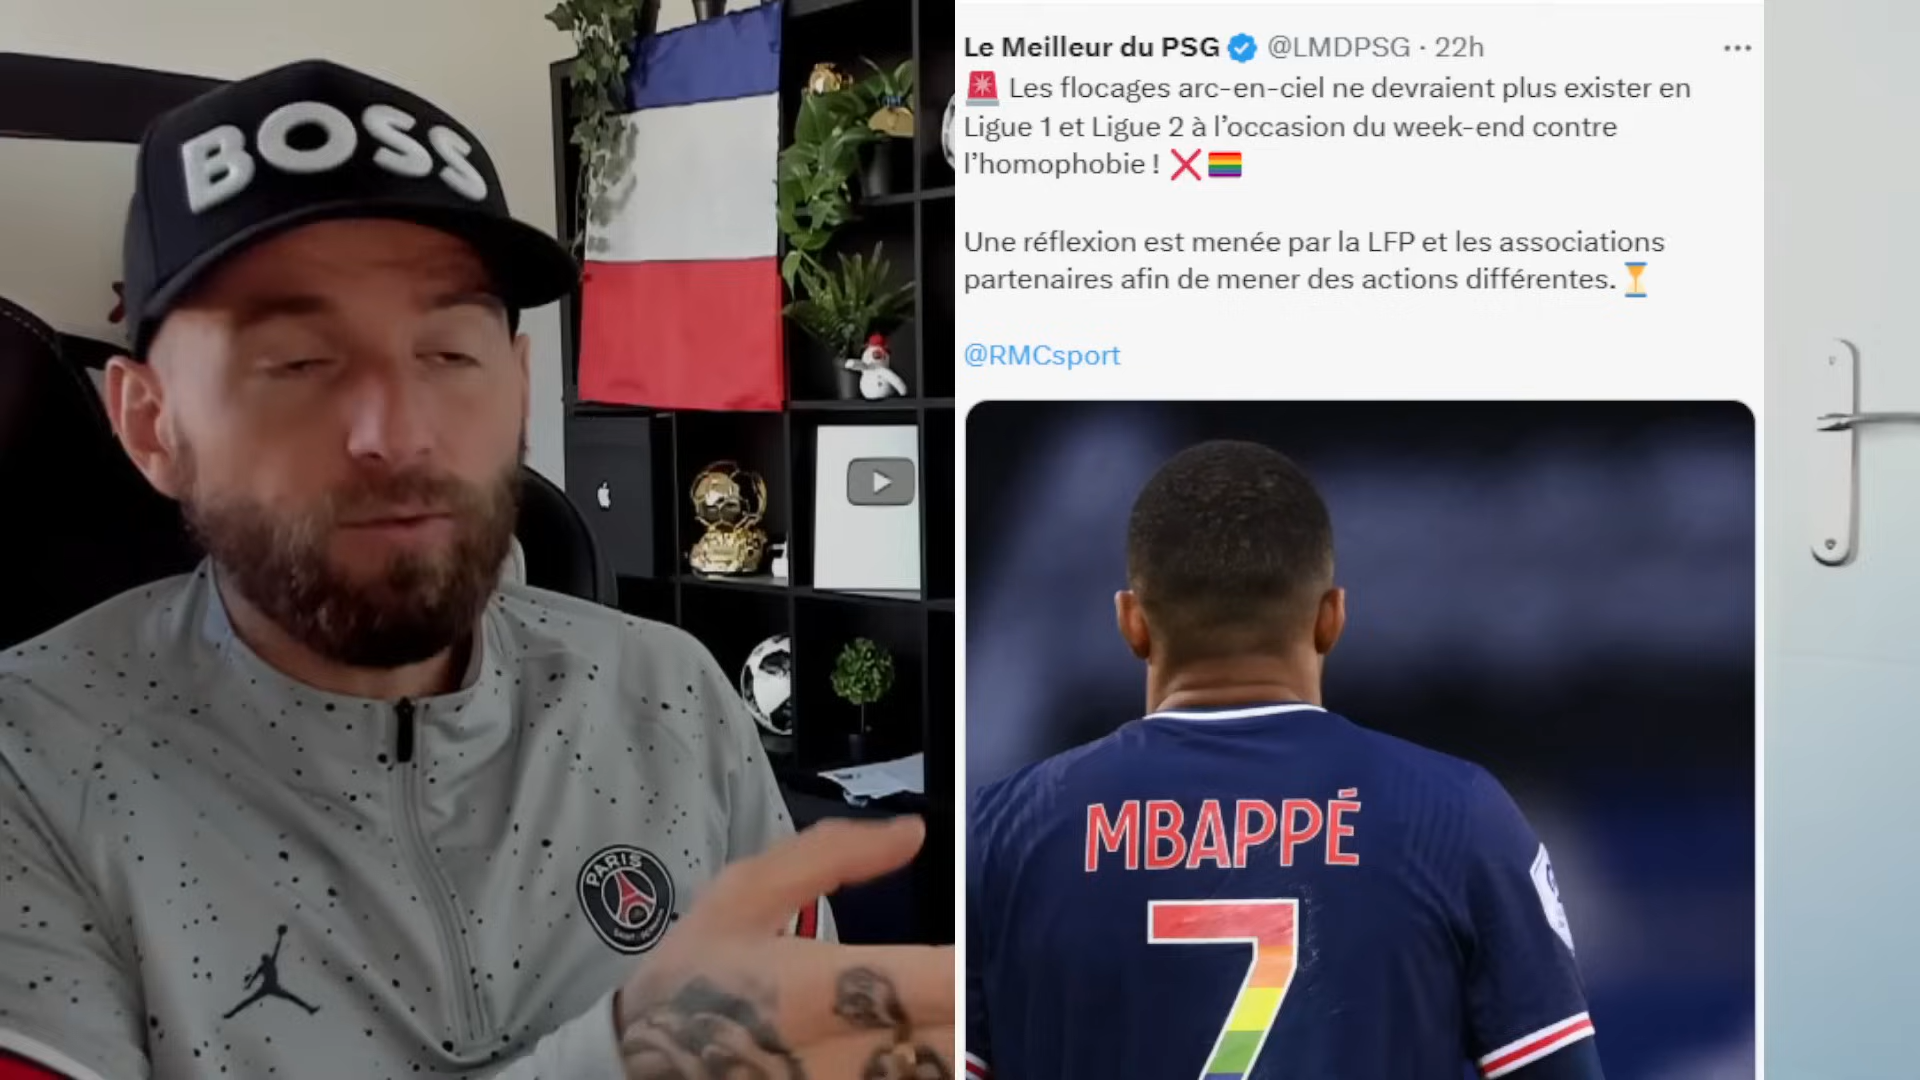 BOSS
PARIS
SAINT-GERMAIN
Le Meilleur du PSG @LMDPSG · 22h
🚨 Les flocages arc-en-ciel ne devraient plus exister en
Ligue 1 et Ligue 2 à l’occasion du week-end contre
l’homophobie ! ❌🏳️‍🌈
Une réflexion est menée par la LFP et les associations
partenaires afin de mener des actions différentes. ⏳
@RMCsport
MBAPPÉ
7